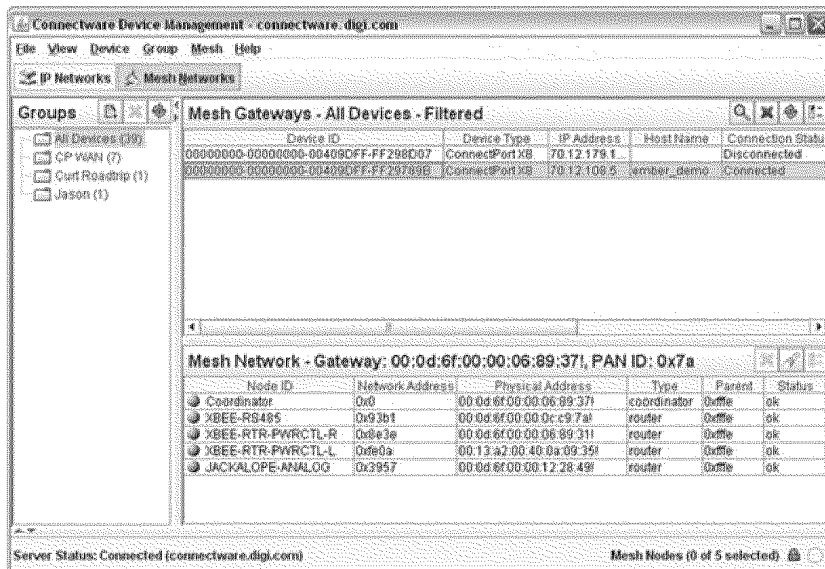 Connectware Device Management - connectware.digi.com
File View Device Group Mesh Help
IP Networks Mesh Networks
Groups
All Devices (39)
CP WAN (7)
Curt Roadtrip (1)
Jason (1)
Mesh Gateways - All Devices - Filtered
Device ID Device Type IP Address Host Name Connection Statu
00000000-00000000-00409DFF-FF298D07 ConnectPort X8 70.12.179.1... Disconnected
00000000-00000000-00409DFF-FF29789B ConnectPort X8 70.12.108.5 ember_demo Connected
Mesh Network - Gateway: 00:0d:6f:00:00:06:89:37!, PAN ID: 0x7a
Node ID Network Address Physical Address Type Parent Status
Coordinator 0x0 00:0d:6f:00:00:06:89:37! coordinator 0xfffe ok
XBEE-RS485 0x93b1 00:0d:6f:00:00:0c:c9:7a! router 0xfffe ok
XBEE-RTR-PWRCTL-R 0x8e3e 00:0d:6f:00:00:06:89:31! router 0xfffe ok
XBEE-RTR-PWRCTL-L 0xfe0a 00:13:a2:00:40:0a:09:35! router 0xfffe ok
JACKALOPE-ANALOG 0x3957 00:0d:6f:00:00:12:28:49! router 0xfffe ok
Server Status: Connected (connectware.digi.com) Mesh Nodes (0 of 5 selected)